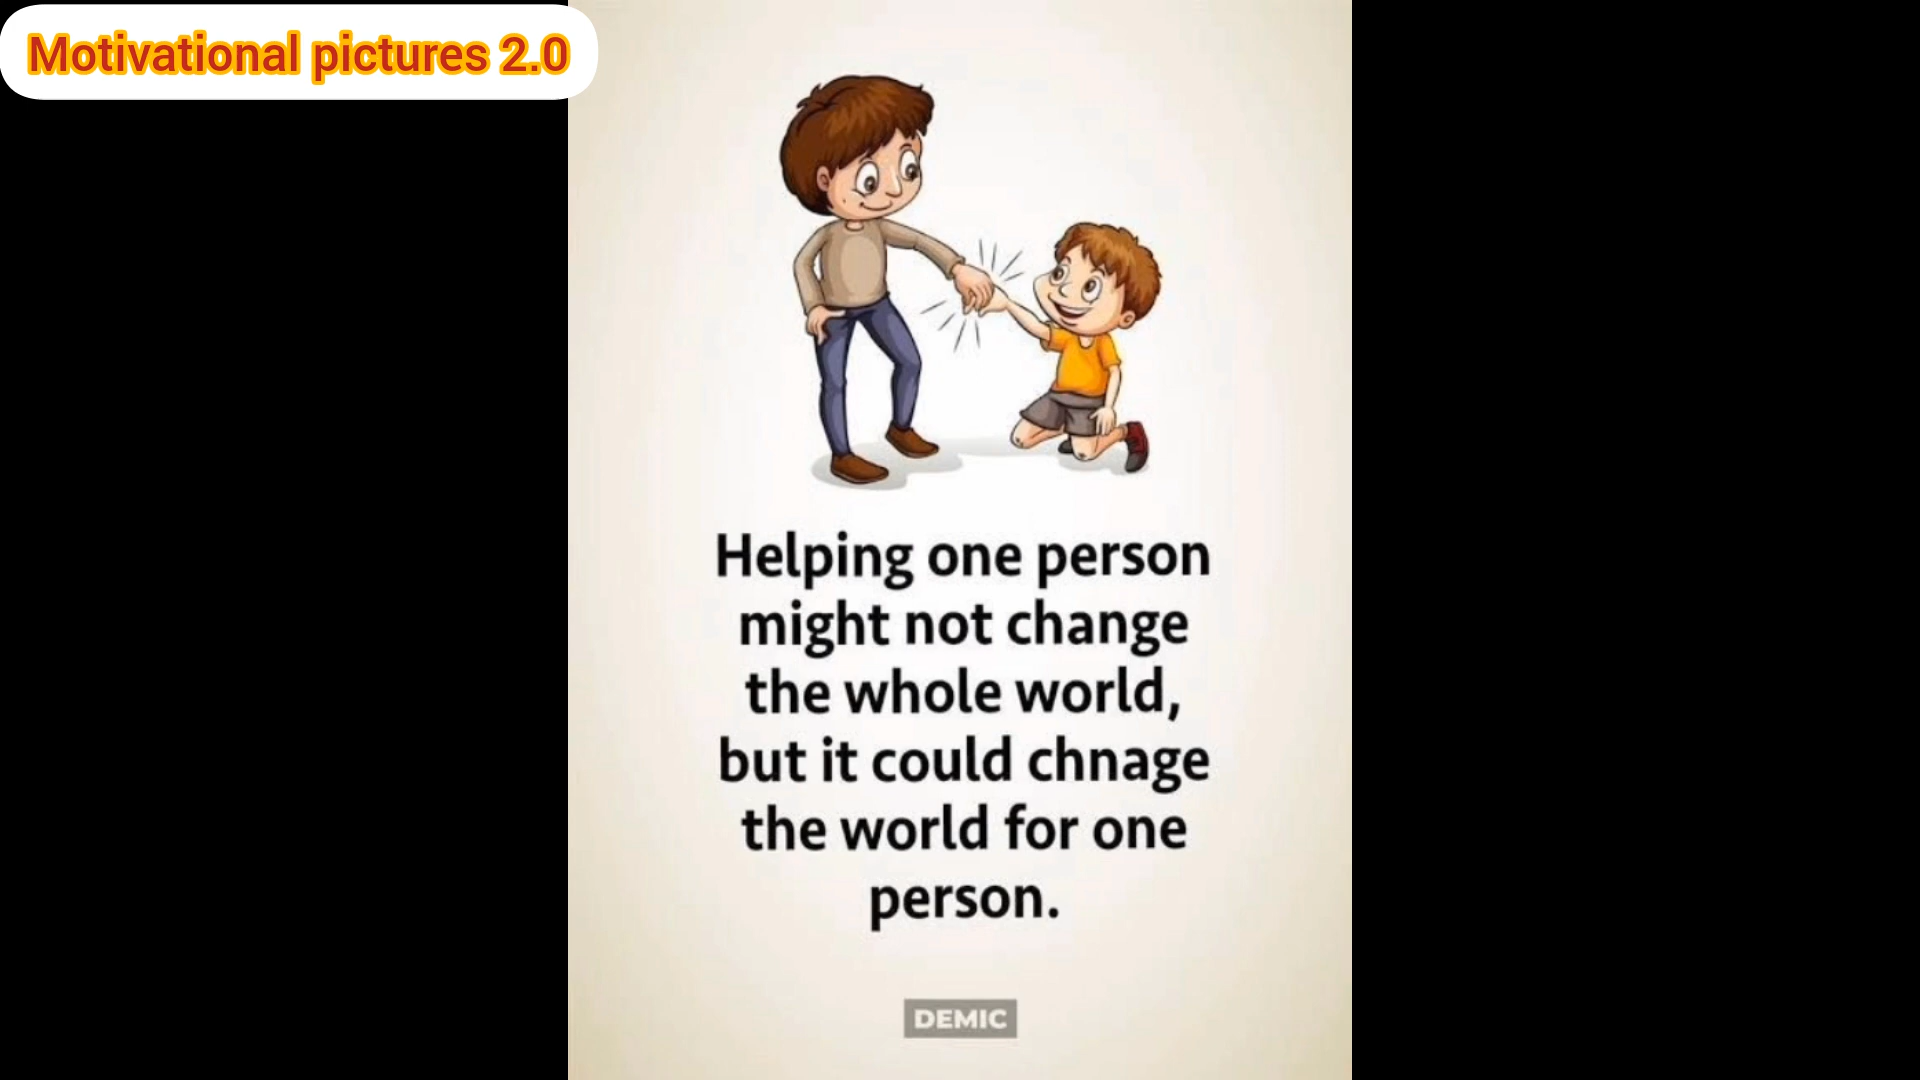 Motivational pictures 2.0
Helping one person
might not change
the whole world,
but it could chnage
the world for one
person.
DEMIC